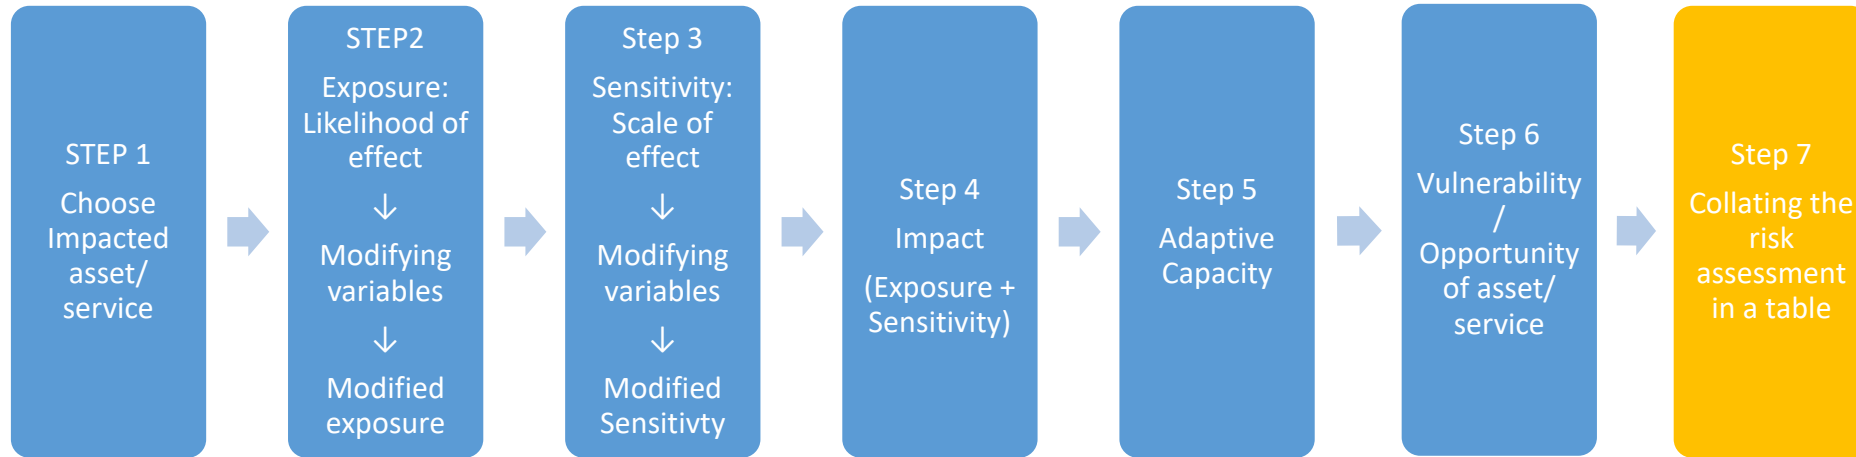 STEP 1
Choose
Impacted
asset/
service
STEP2
Exposure:
Likelihood of
effect
↓
Modifying
variables
↓
Modified
exposure
Step 3
Sensitivity:
Scale of
effect
↓
Modifying
variables
↓
Modified
Sensitivty
Step 4
Impact
(Exposure +
Sensitivity)
Step 5
Adaptive
Capacity
Step 6
Vulnerability
/
Opportunity
of asset/
service
Step 7
Collating the
risk
assessment
in a table